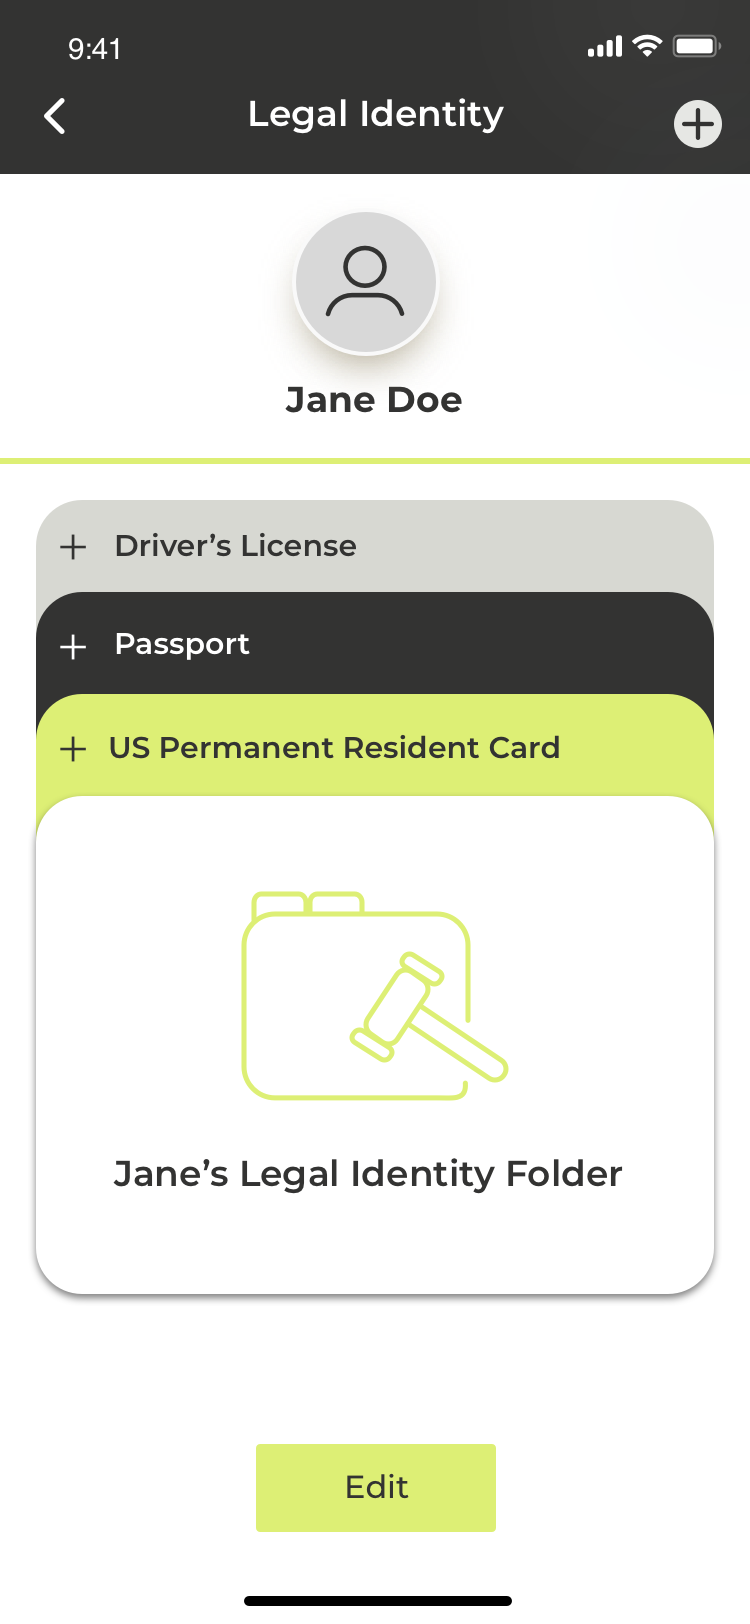 9:41
Legal Identity
Jane Doe
Driver’s License
Passport
US Permanent Resident Card
Jane’s Legal Identity Folder
Edit